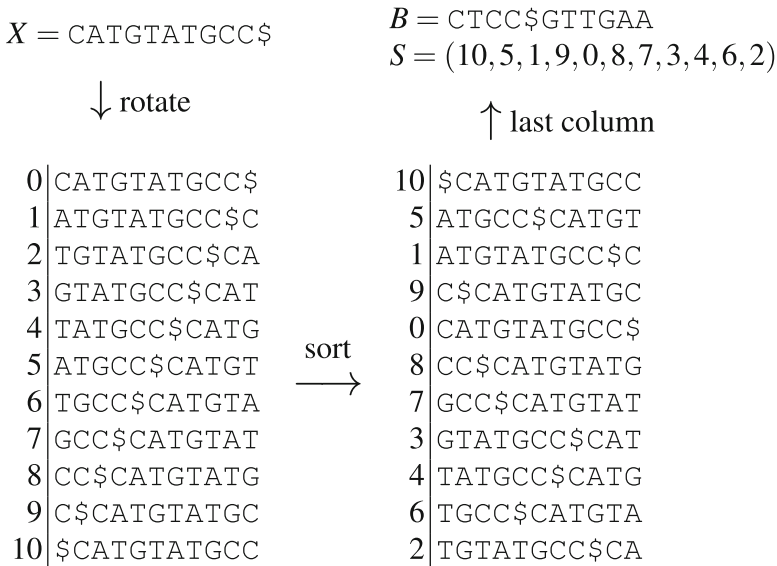 X = CATGTATGCC$
↓ rotate
0 CATGTATGCC$
1 ATGTATGCC$C
2 TGTATGCC$CA
3 GTATGCC$CAT
4 TATGCC$CATG
5 ATGCC$CATGT
6 TGCC$CATGTA
7 GCC$CATGTAT
8 CC$CATGTATG
9 C$CATGTATGC
10 $CATGTATGCC
sort
→
B = CTCC$GTTGAA
S = (10,5,1,9,0,8,7,3,4,6,2)
↑ last column
10 $CATGTATGCC
5 ATGCC$CATGT
1 ATGTATGCC$C
9 C$CATGTATGC
0 CATGTATGCC$
8 CC$CATGTATG
7 GCC$CATGTAT
3 GTATGCC$CAT
4 TATGCC$CATG
6 TGCC$CATGTA
2 TGTATGCC$CA